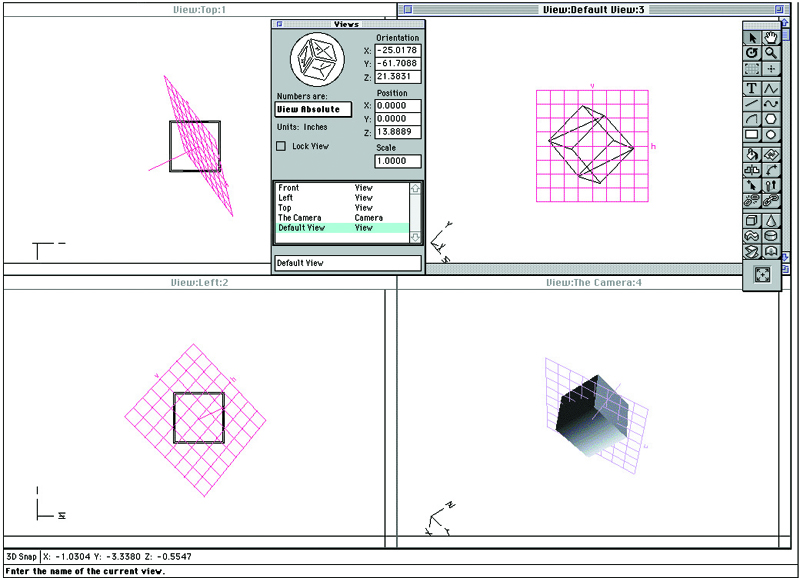 View:Top:1
Views
View:Default View:3
Orientation
X: -25.0178
Y: -61.7088
Z: 21.3831
Numbers are:
View Absolute
Position
X: 0.0000
Y: 0.0000
Z: 13.8889
Units: Inches
Lock View
Scale
1.0000
Front View
Left View
Top View
The Camera Camera
Default View View
Default View
View:Left:2
View:The Camera:4
3D Snap X: -1.0304 Y: -3.3380 Z: -0.5547
Enter the name of the current view.